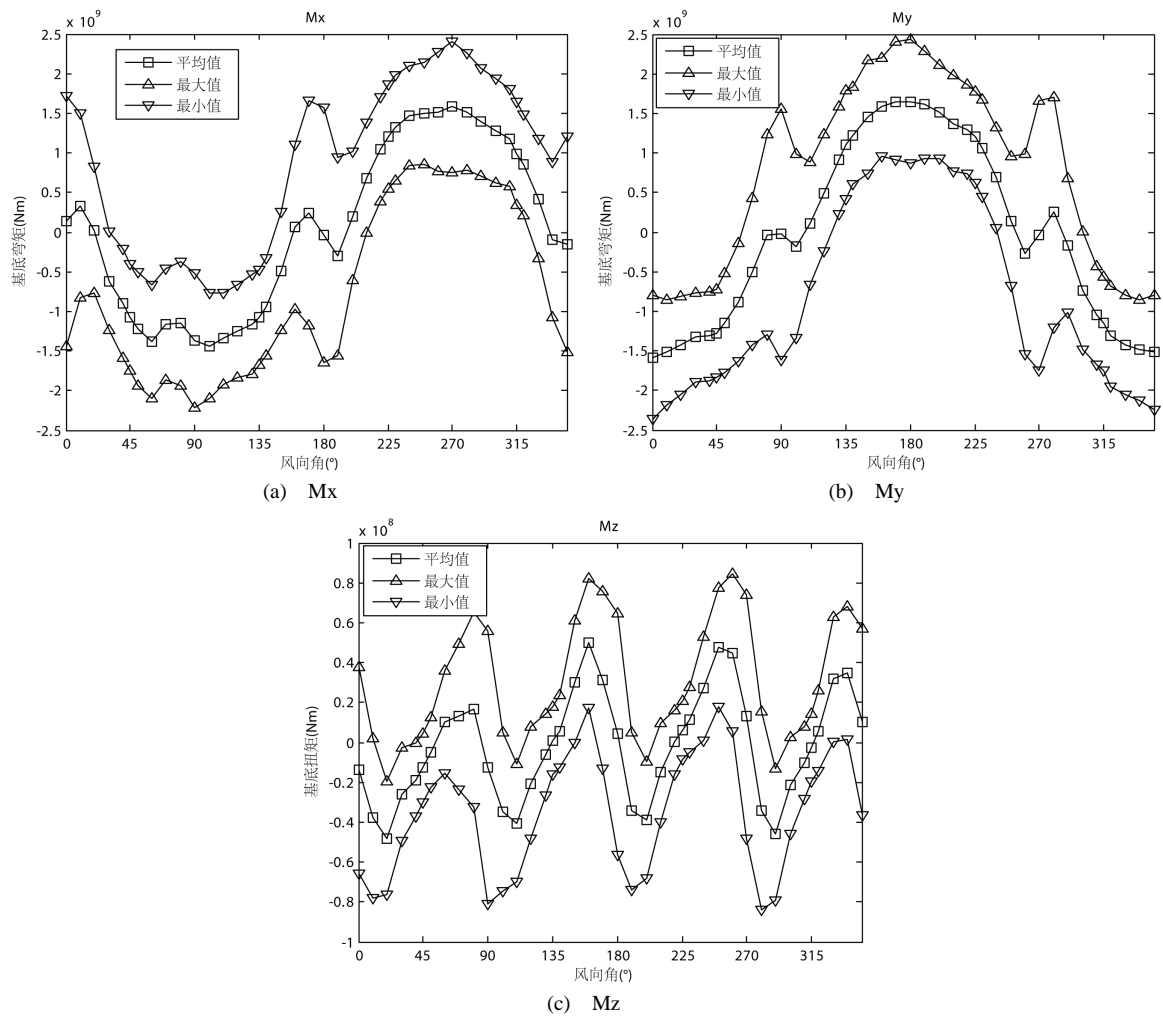 Mx
x 10^9
2.5
2
1.5
1
0.5
0
-0.5
-1
-1.5
-2
-2.5
基底弯矩(Nm)
平均值
最大值
最小值
0 45 90 135 180 225 270 315
风向角(°)
(a) Mx
My
x 10^9
2.5
2
1.5
1
0.5
0
-0.5
-1
-1.5
-2
-2.5
基底弯矩(Nm)
平均值
最大值
最小值
0 45 90 135 180 225 270 315
风向角(°)
(b) My
Mz
x 10^8
1
0.8
0.6
0.4
0.2
0
-0.2
-0.4
-0.6
-0.8
-1
基底扭矩(Nm)
平均值
最大值
最小值
0 45 90 135 180 225 270 315
风向角(°)
(c) Mz